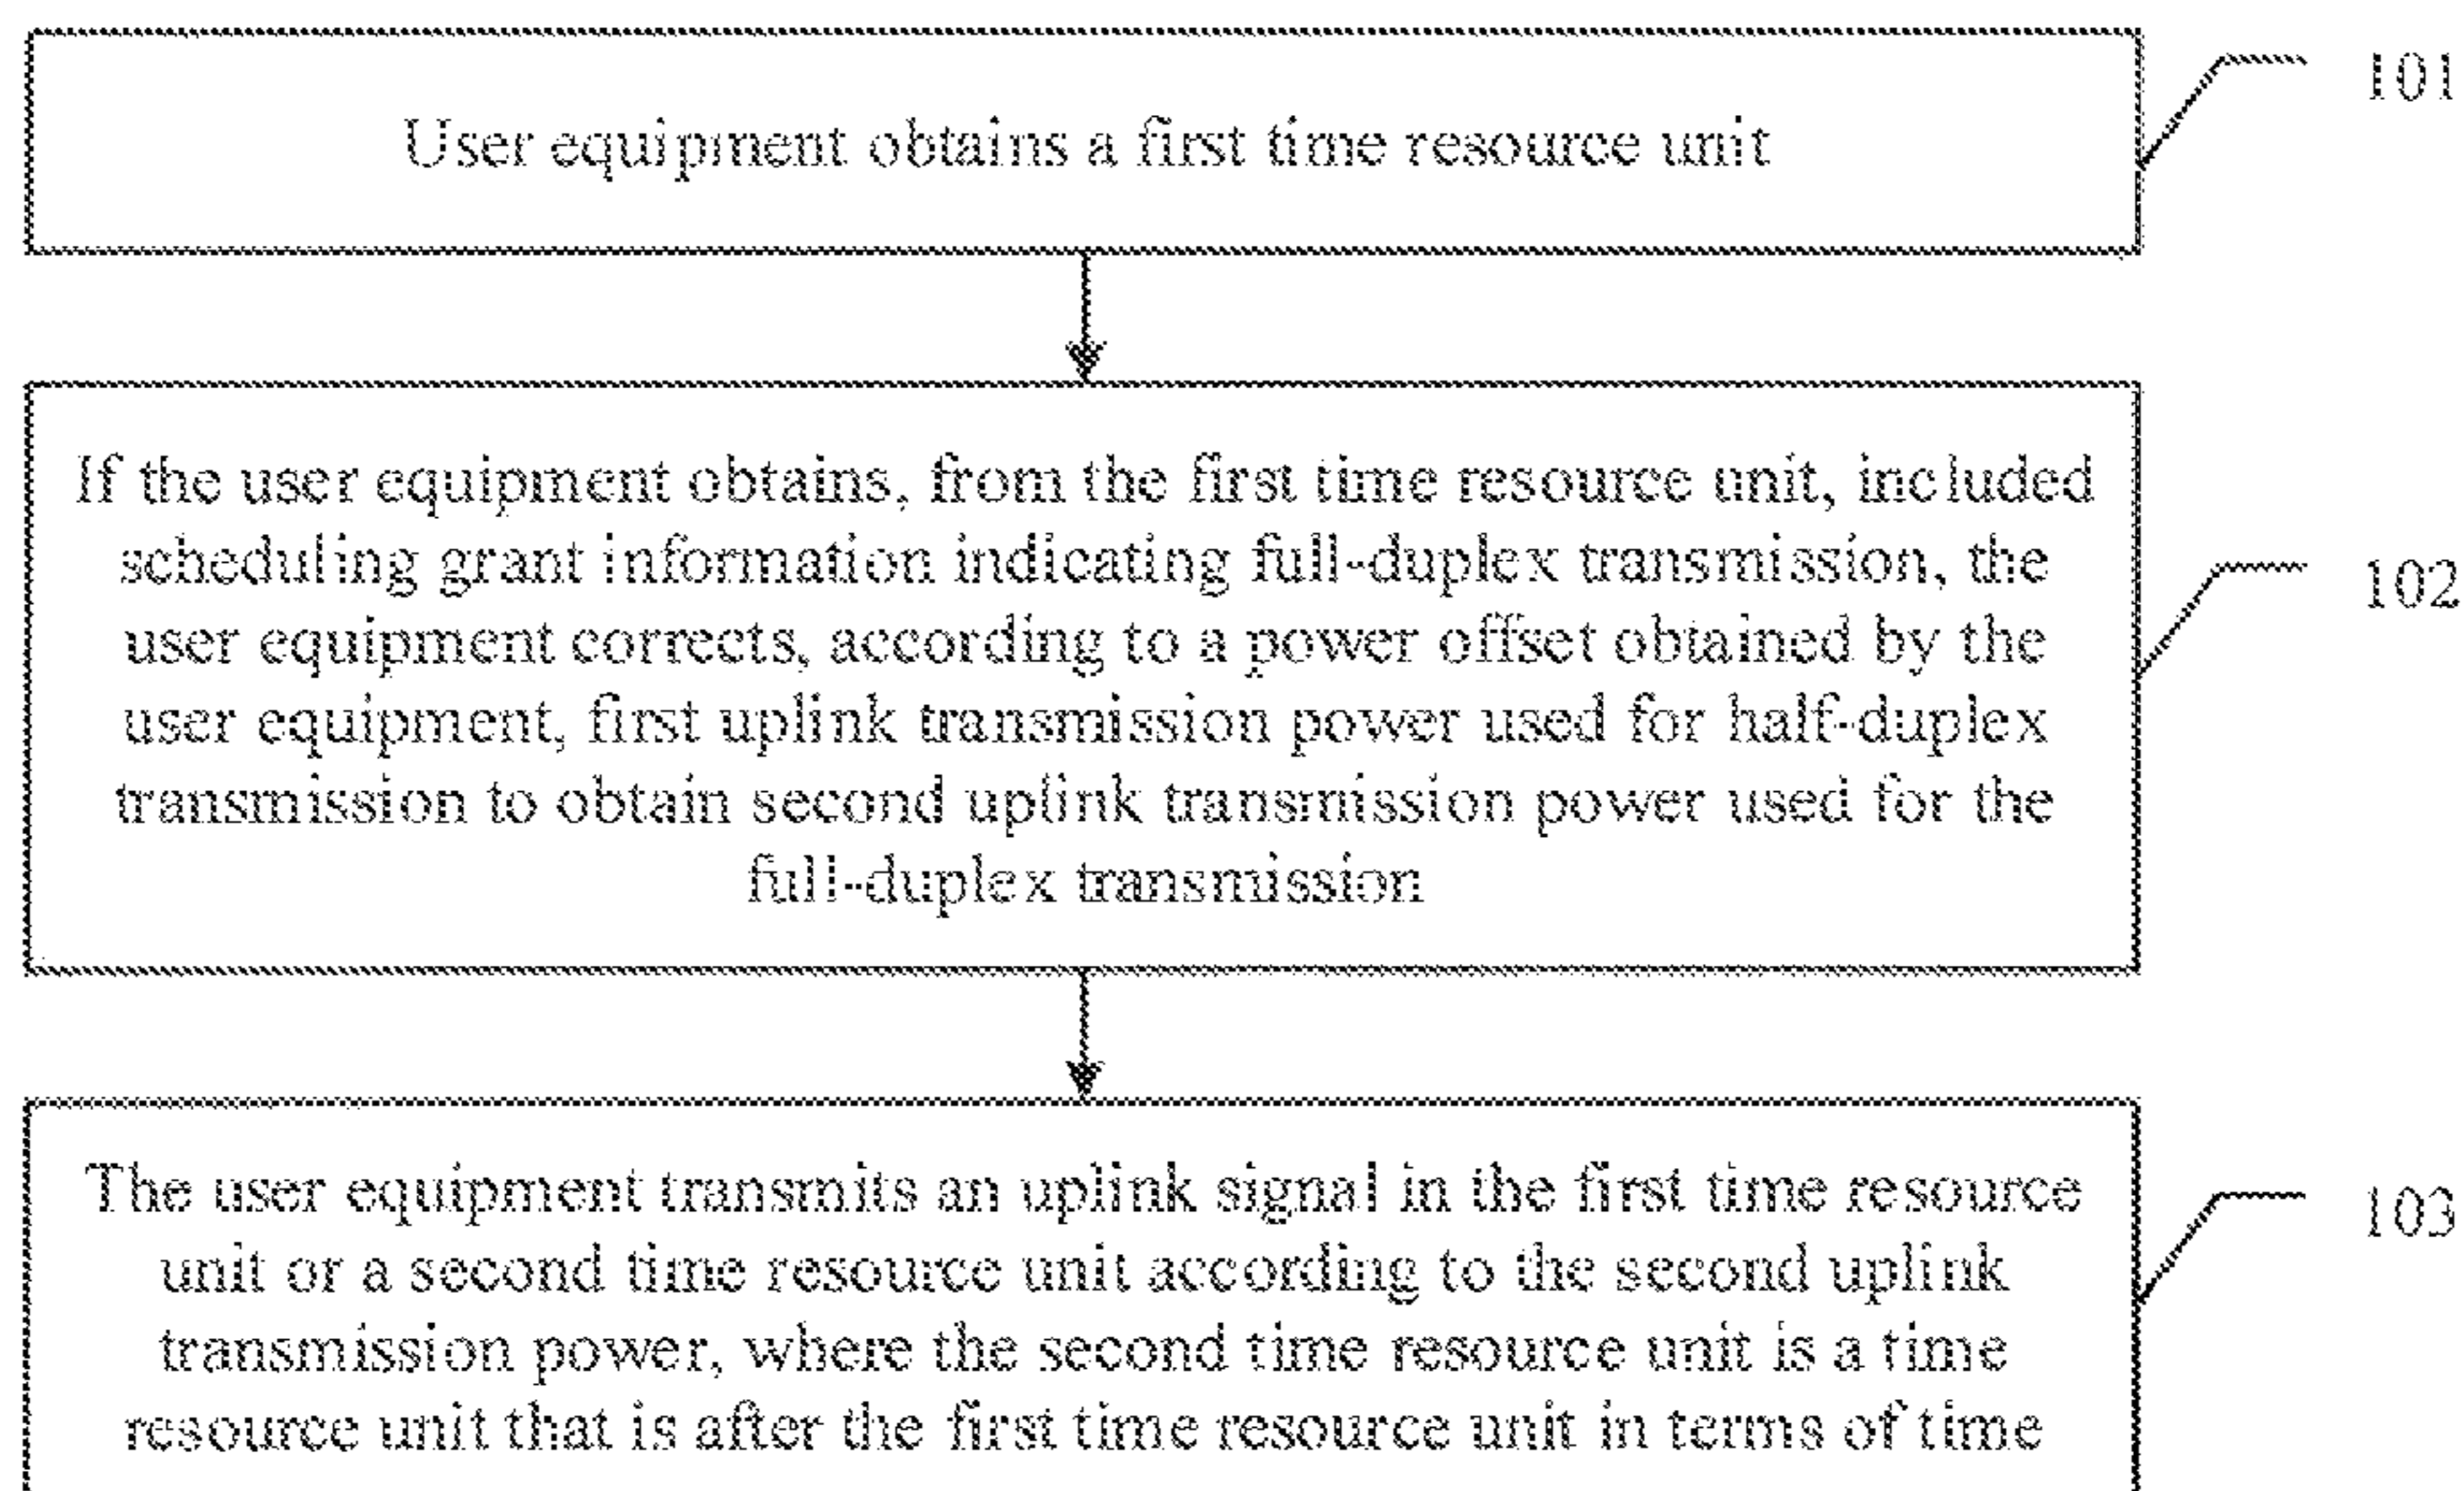 User equipment obtains a first time resource unit
101
If the user equipment obtains, from the first time resource unit, included
scheduling grant information indicating full-duplex transmission, the
user equipment corrects, according to a power offset obtained by the
user equipment, first uplink transmission power used for half-duplex
transmission to obtain second uplink transmission power used for the
full-duplex transmission
102
The user equipment transmits an uplink signal in the first time resource
unit or a second time resource unit according to the second uplink
transmission power, where the second time resource unit is a time
resource unit that is after the first time resource unit in terms of time
103